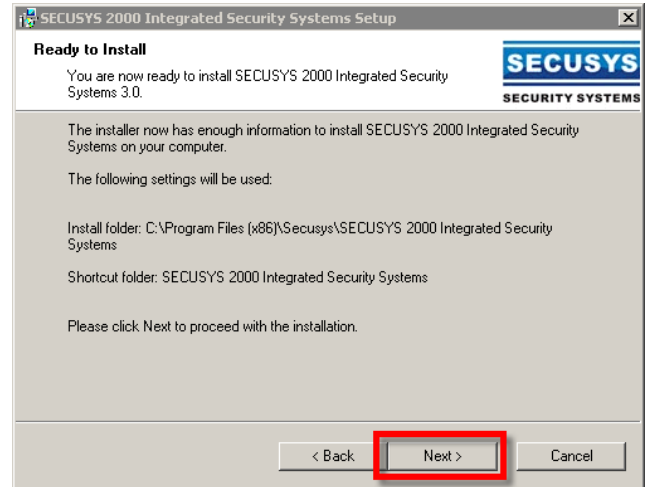 SECUSYS 2000 Integrated Security Systems Setup
Ready to Install
You are now ready to install SECUSYS 2000 Integrated Security
Systems 3.0.
SECUSYS
SECURITY SYSTEMS
The installer now has enough information to install SECUSYS 2000 Integrated Security
Systems on your computer.
The following settings will be used:
Install folder: C:\Program Files (x86)\Secusys\SECUSYS 2000 Integrated Security
Systems
Shortcut folder: SECUSYS 2000 Integrated Security Systems
Please click Next to proceed with the installation.
< Back Next > Cancel